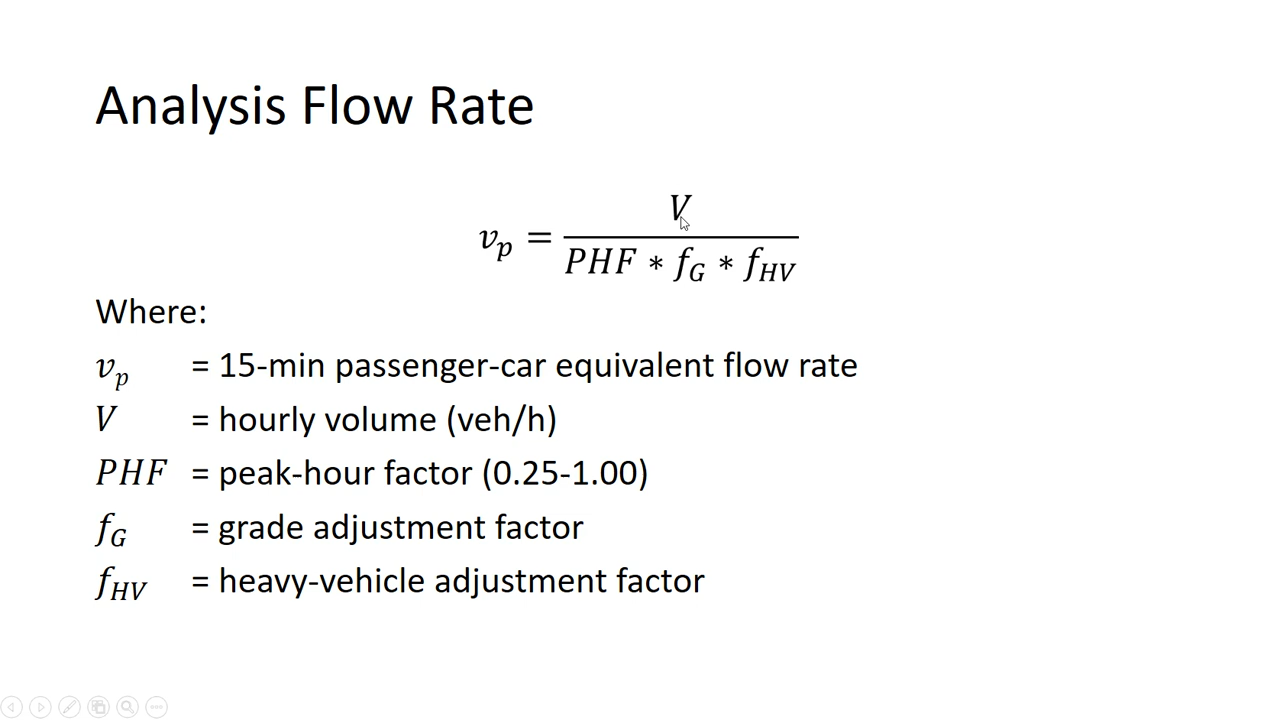 Analysis Flow Rate
v_p = V / (PHF * f_G * f_HV)
Where:
v_p = 15-min passenger-car equivalent flow rate
V = hourly volume (veh/h)
PHF = peak-hour factor (0.25-1.00)
f_G = grade adjustment factor
f_HV = heavy-vehicle adjustment factor